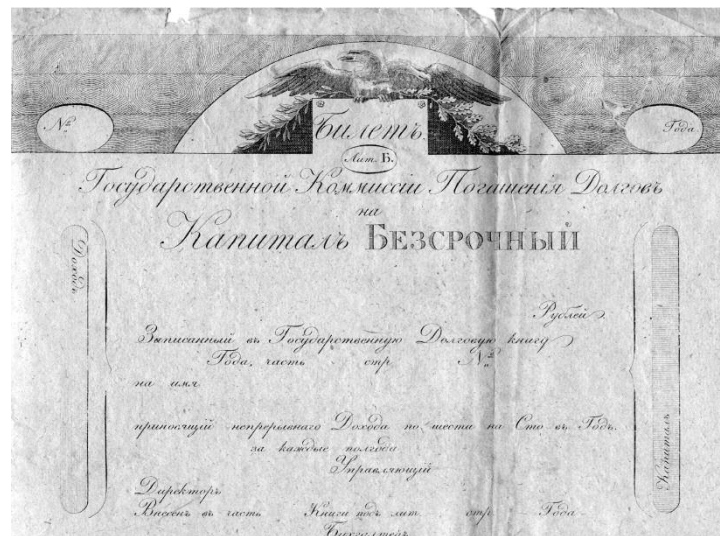 №
Билетъ.
Года.
Лит. Б.
Государственной Коммиссіи Погашенія Долговъ
на
Капиталъ БЕЗСРОЧНЫЙ
Доходъ
Рублей
Записанный въ Государственную Долговую книгу
Года, часть стр. №
на имя
приносящій непрерывнаго Дохода по шести на Сто въ Годъ.
за каждые полгода
Управляющій
Капиталъ
Директоръ
Внесенъ въ часть Книги подъ лит. стр. Года
Бухгалтеръ